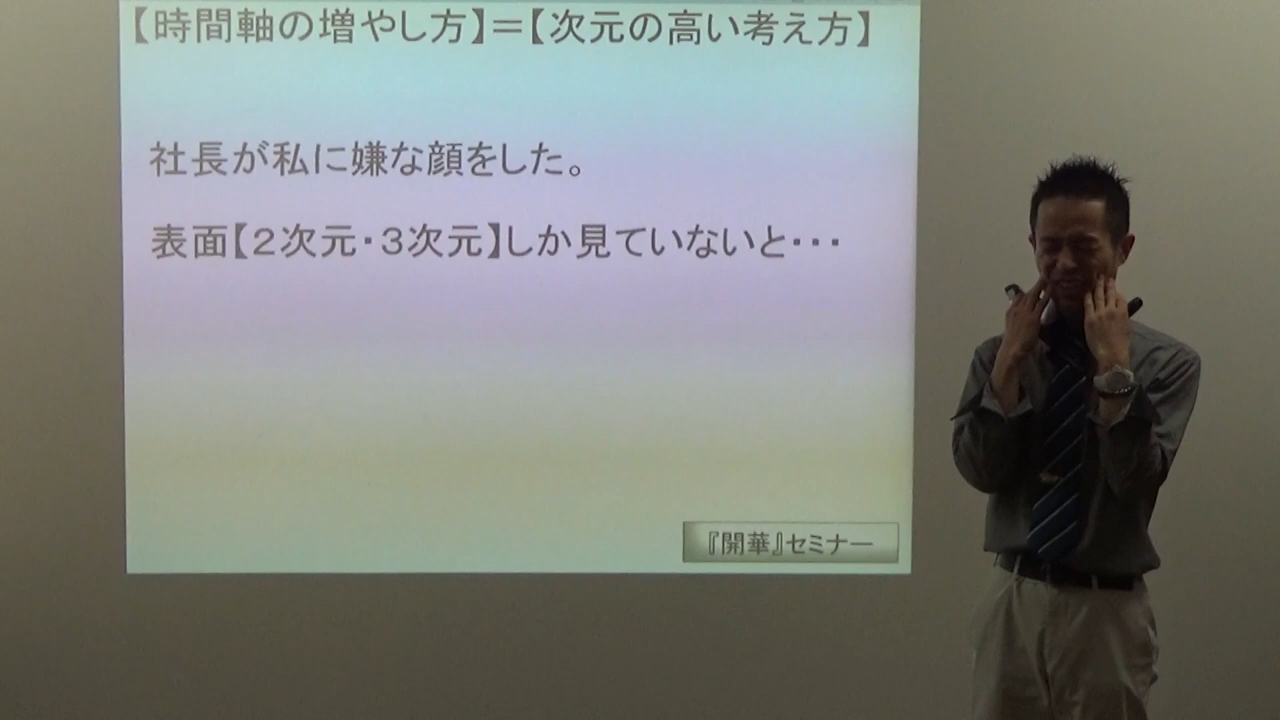 【時間軸の増やし方】＝【次元の高い考え方】
社長が私に嫌な顔をした。
表面【２次元・３次元】しか見ていないと・・・
『開華』セミナー